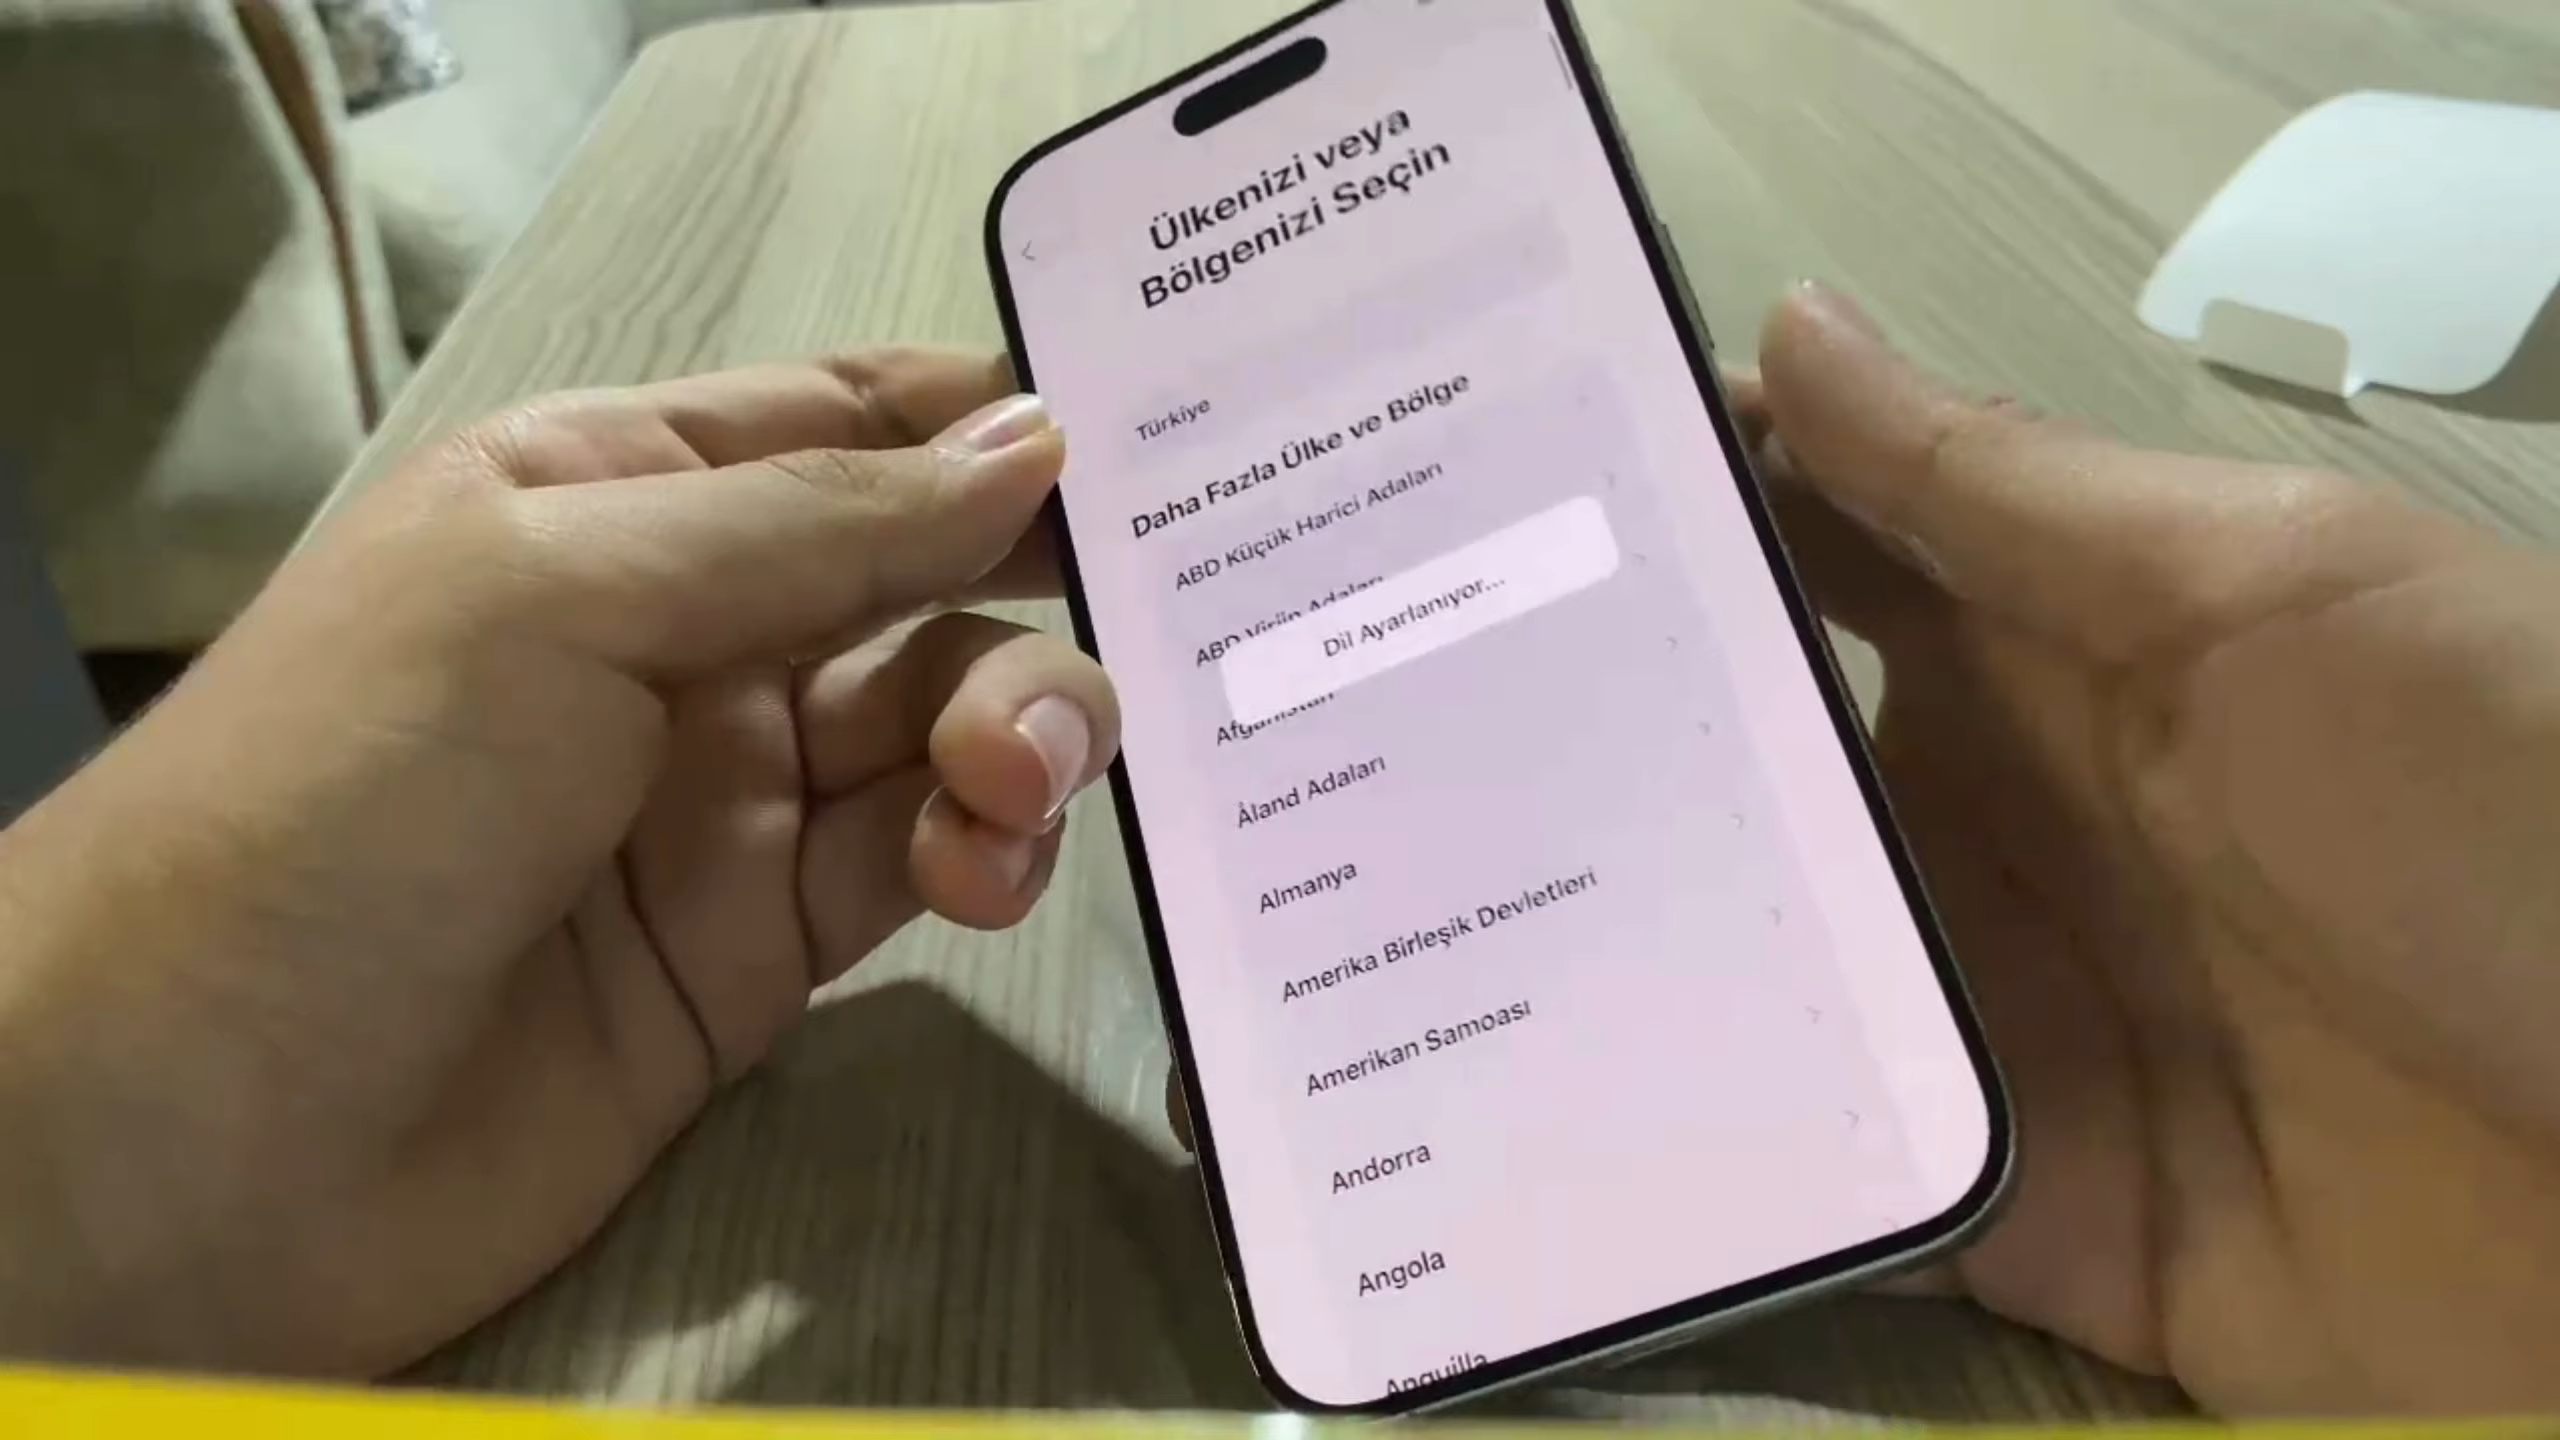 Ülkenizi veya
Bölgenizi Seçin
Türkiye
Daha Fazla Ülke ve Bölge
ABD Küçük Harici Adaları
ABD Virjin Adaları
Dil Ayarlanıyor...
Afganistan
Åland Adaları
Almanya
Amerika Birleşik Devletleri
Amerikan Samoası
Andorra
Angola
Anguilla